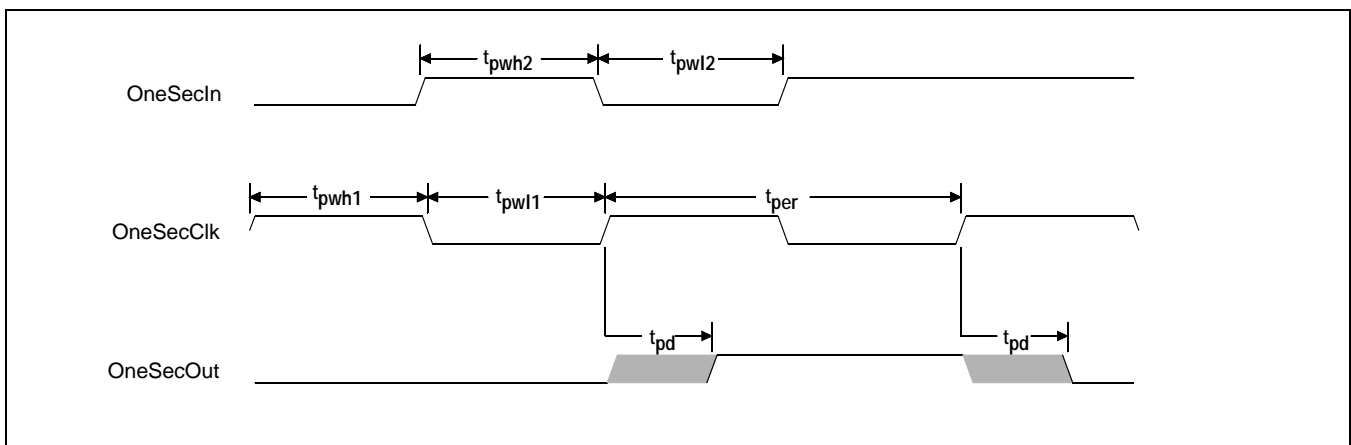 tpwh2
tpwl2
OneSecIn
tpwh1
tpwl1
tper
OneSecClk
tpd
tpd
OneSecOut